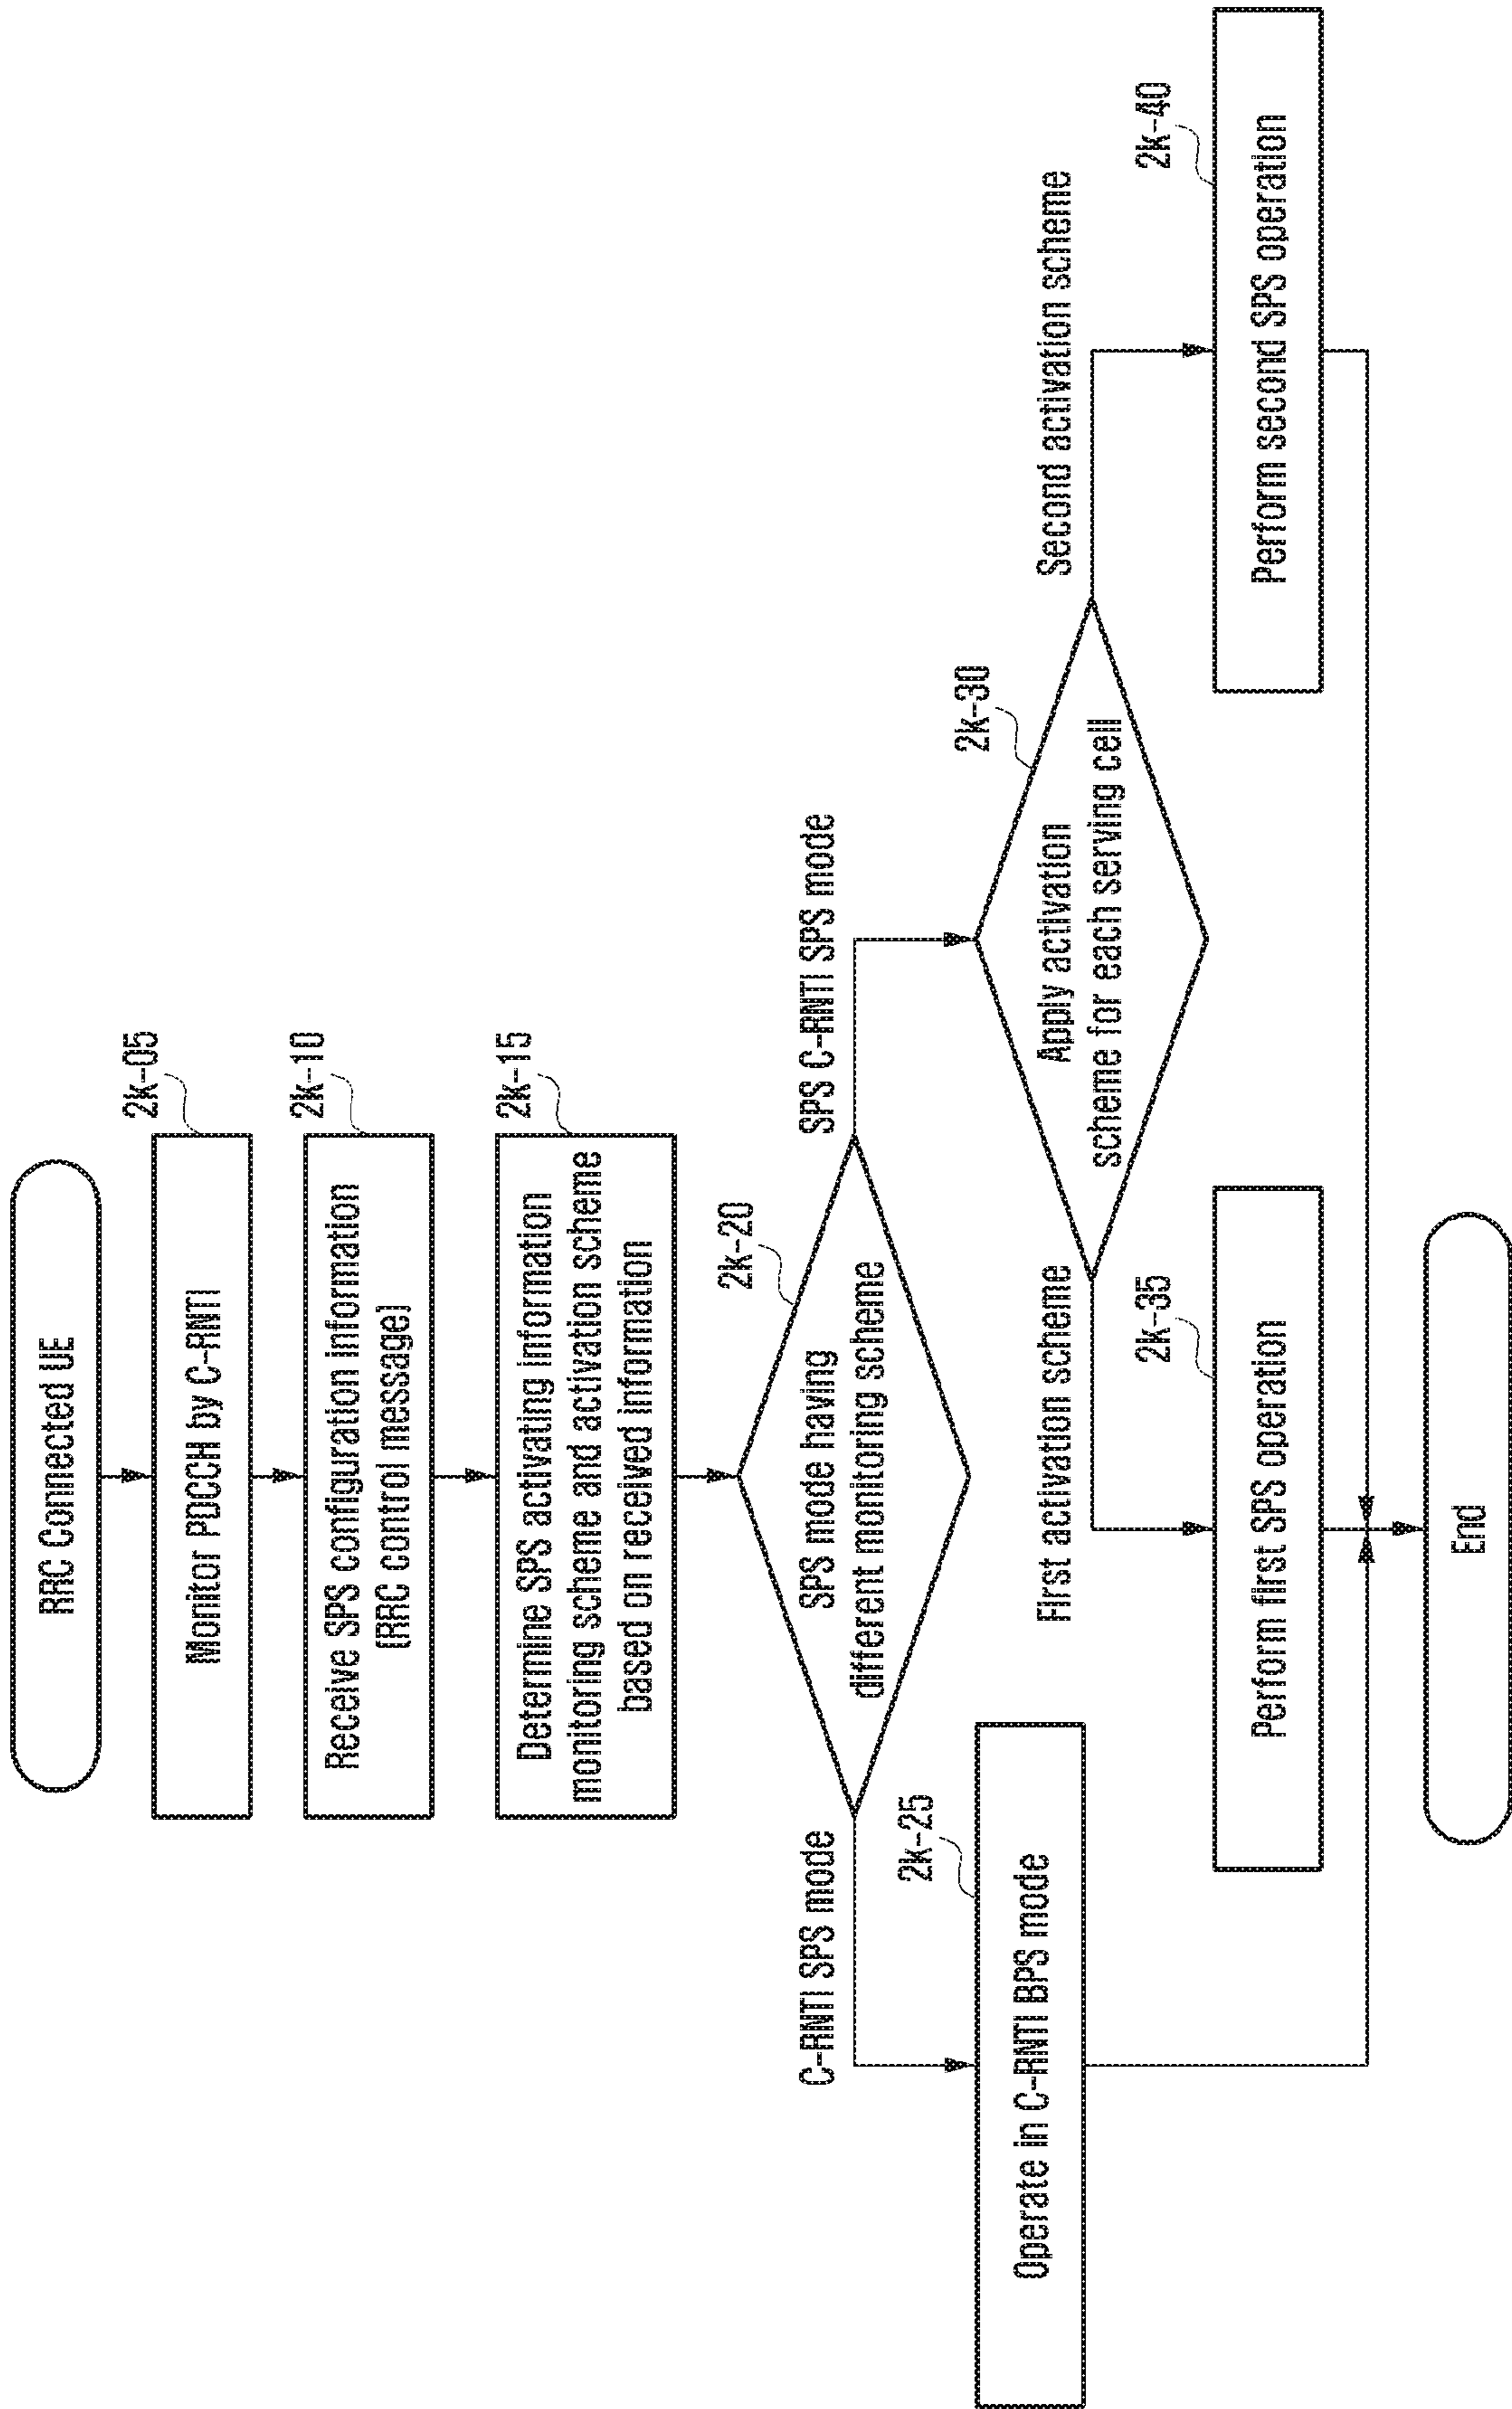 RRC Connected UE
2k-05
Monitor PDCCH by C-RNTI
2k-10
Receive SPS configuration information
(RRC control message)
2k-15
Determine SPS activating information
monitoring scheme and activation scheme
based on received information
2k-20
SPS mode having
different monitoring scheme
C-RNTI SPS mode
SPS C-RNTI SPS mode
2k-25
Operate in C-RNTI BPS mode
2k-30
Apply activation
scheme for each serving cell
First activation scheme
Second activation scheme
2k-35
Perform first SPS operation
2k-40
Perform second SPS operation
End